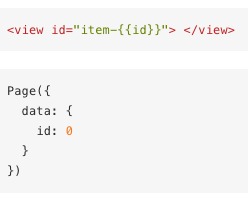 <view id="item-{{id}}"> </view>
Page({
  data: {
    id: 0
  }
})